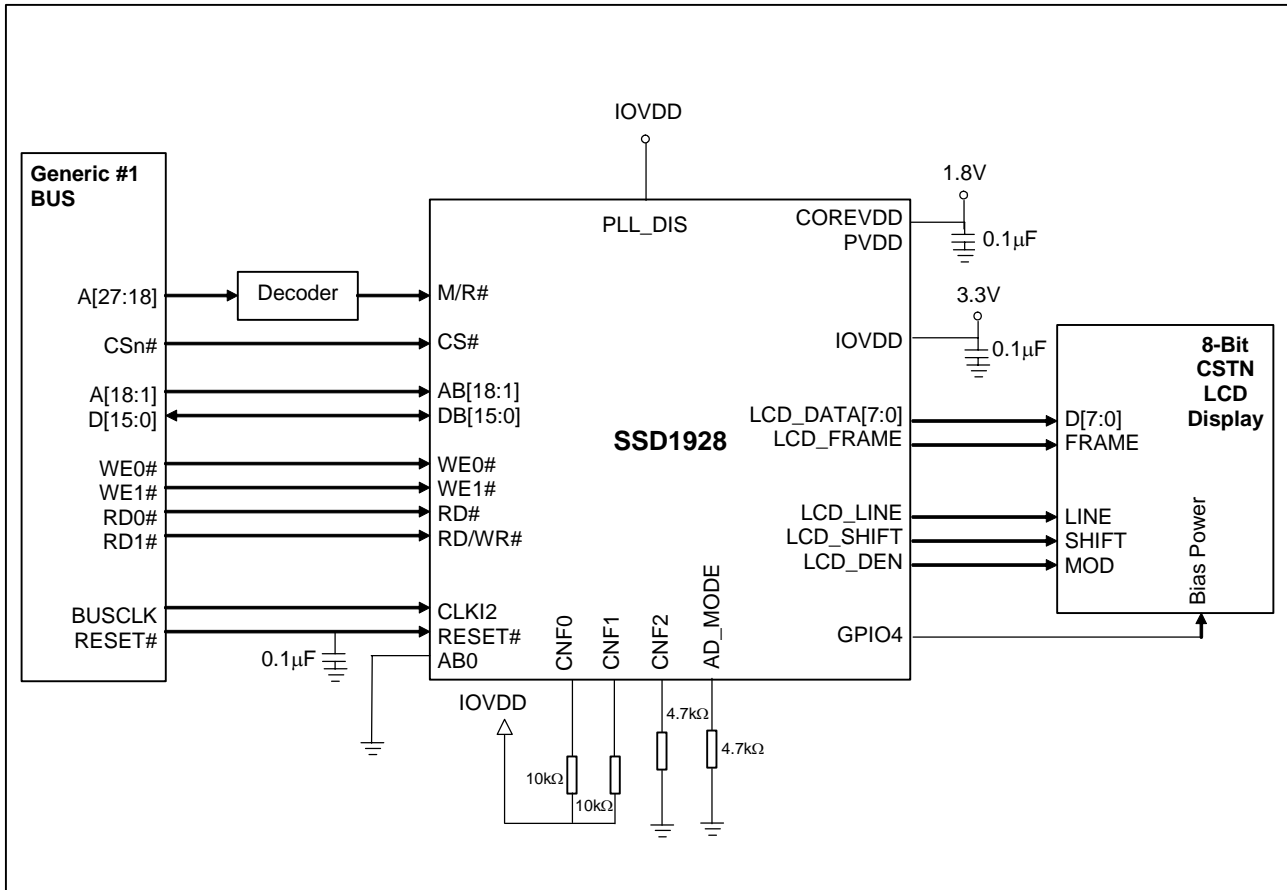 IOVDD
Generic #1
BUS
A[27:18]
CSn#
A[18:1]
D[15:0]
WE0#
WE1#
RD0#
RD1#
BUSCLK
RESET#
Decoder
0.1μF
PLL_DIS
M/R#
CS#
AB[18:1]
DB[15:0]
WE0#
WE1#
RD#
RD/WR#
CLKI2
RESET#
AB0
SSD1928
COREVDD
PVDD
IOVDD
LCD_DATA[7:0]
LCD_FRAME
LCD_LINE
LCD_SHIFT
LCD_DEN
GPIO4
CNF0
CNF1
CNF2
AD_MODE
1.8V
0.1μF
3.3V
0.1μF
8-Bit
CSTN
LCD
Display
D[7:0]
FRAME
LINE
SHIFT
MOD
Bias Power
IOVDD
10kΩ
10kΩ
4.7kΩ
4.7kΩ